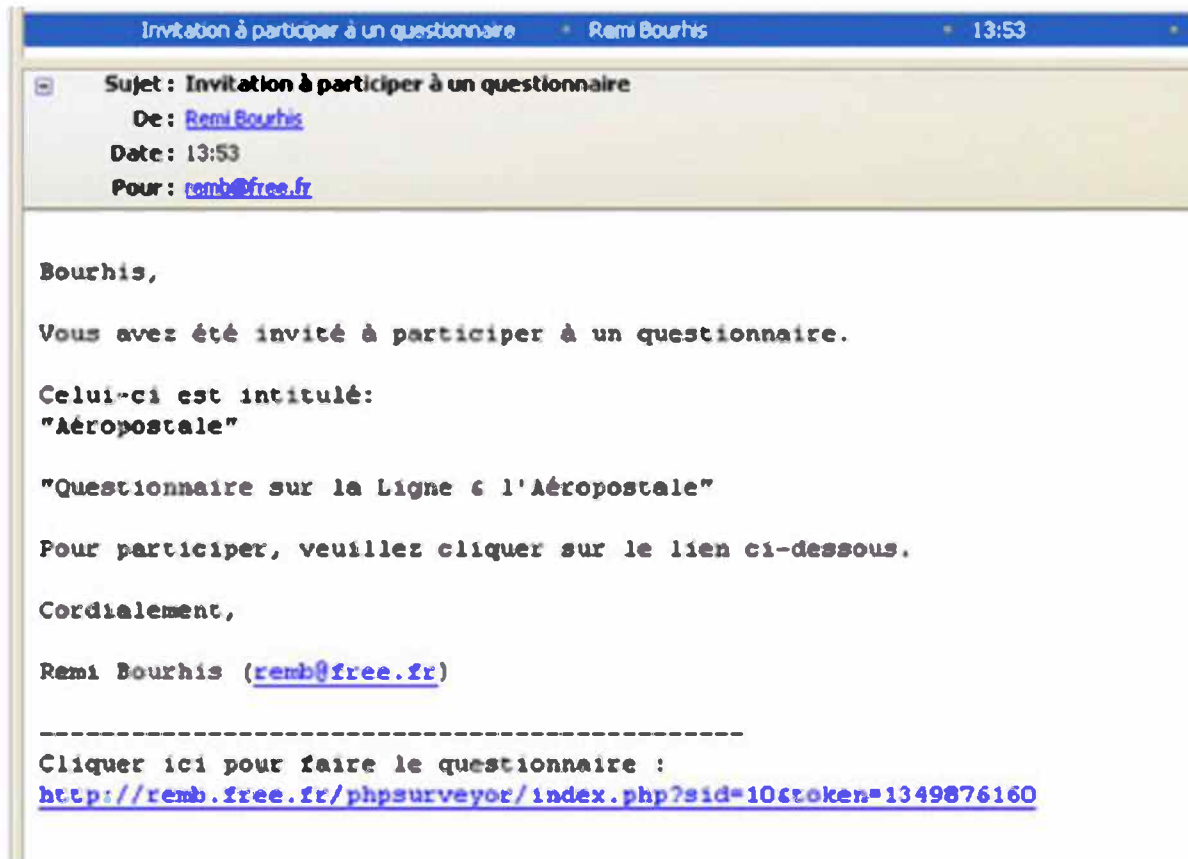 Invitation à participer à un questionnaire Remi Bourhis 13:53
Sujet : Invitation à participer à un questionnaire
De : Remi Bourhis
Date : 13:53
Pour : remb@free.fr
Bourhis,
Vous avez été invité à participer à un questionnaire.
Celui-ci est intitulé:
"Aéropostale"
"Questionnaire sur la Ligne & l'Aéropostale"
Pour participer, veuillez cliquer sur le lien ci-dessous.
Cordialement,
Remi Bourhis (remb@free.fr)
----------------------------------------------
Cliquer ici pour faire le questionnaire :
http://remb.free.fr/phpsurveyor/index.php?sid=10&token=1349876160